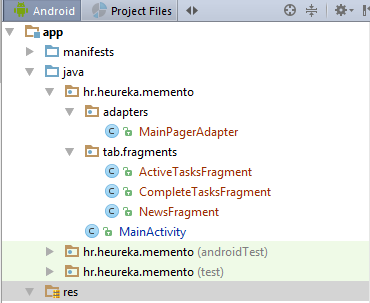 Android Project Files
app
manifests
java
hr.heureka.memento
adapters
MainPagerAdapter
tab.fragments
ActiveTasksFragment
CompleteTasksFragment
NewsFragment
MainActivity
hr.heureka.memento (androidTest)
hr.heureka.memento (test)
res